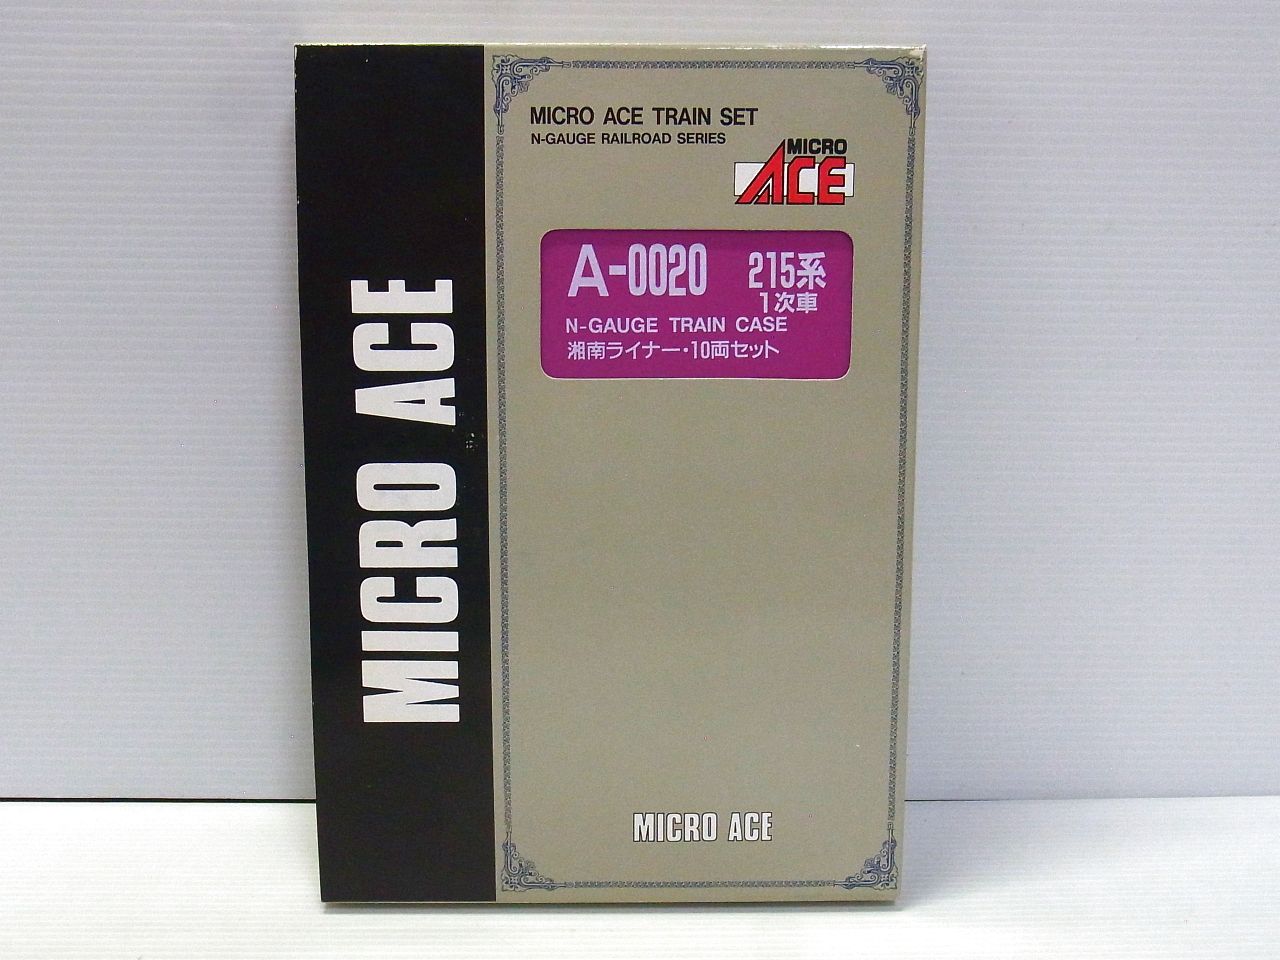 MICRO ACE
MICRO ACE TRAIN SET
N-GAUGE RAILROAD SERIES
MICRO
ACE
A-0020 215系
1次車
N-GAUGE TRAIN CASE
湘南ライナー・10両セット
MICRO ACE